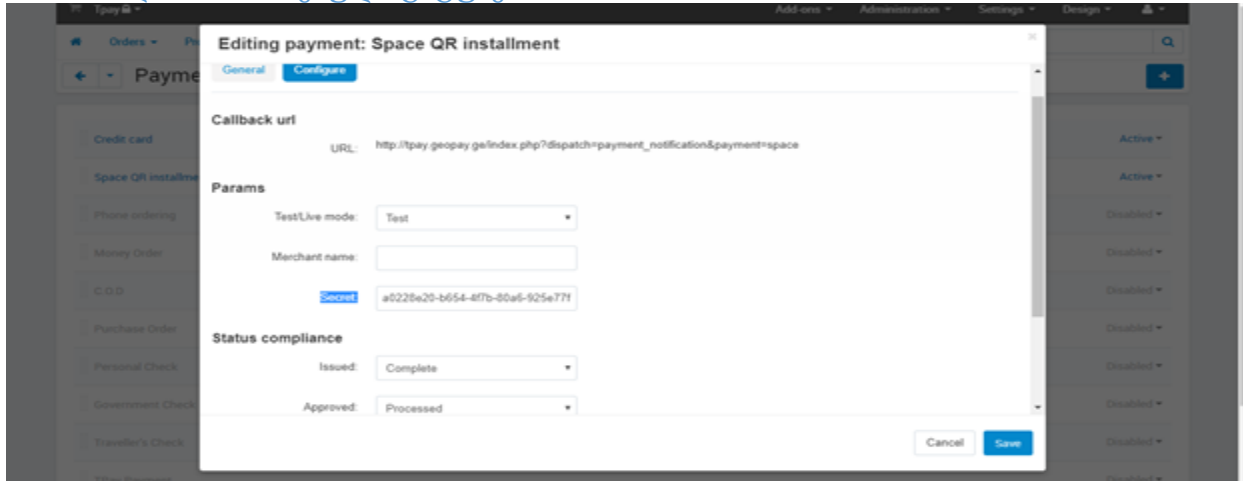 Tpay
Add-ons Administration Settings Design
Editing payment: Space QR installment
Orders
Payme
General Configure
Callback url
URL: http://tpay.geopay.ge/index.php?dispatch=payment_notification&payment=space
Credit card Active
Space QR installme Active
Params
Phone ordering Disabled
Test/Live mode: Test
Money Order Disabled
Merchant name:
C.O.D Disabled
Secret: a0228e20-b654-4f7b-80a6-925e77f
Purchase Order Disabled
Status compliance
Personal Check Disabled
Issued: Complete
Government Check Disabled
Approved: Processed
Traveller's Check Disabled
Cancel Save
TPay Payment Disabled